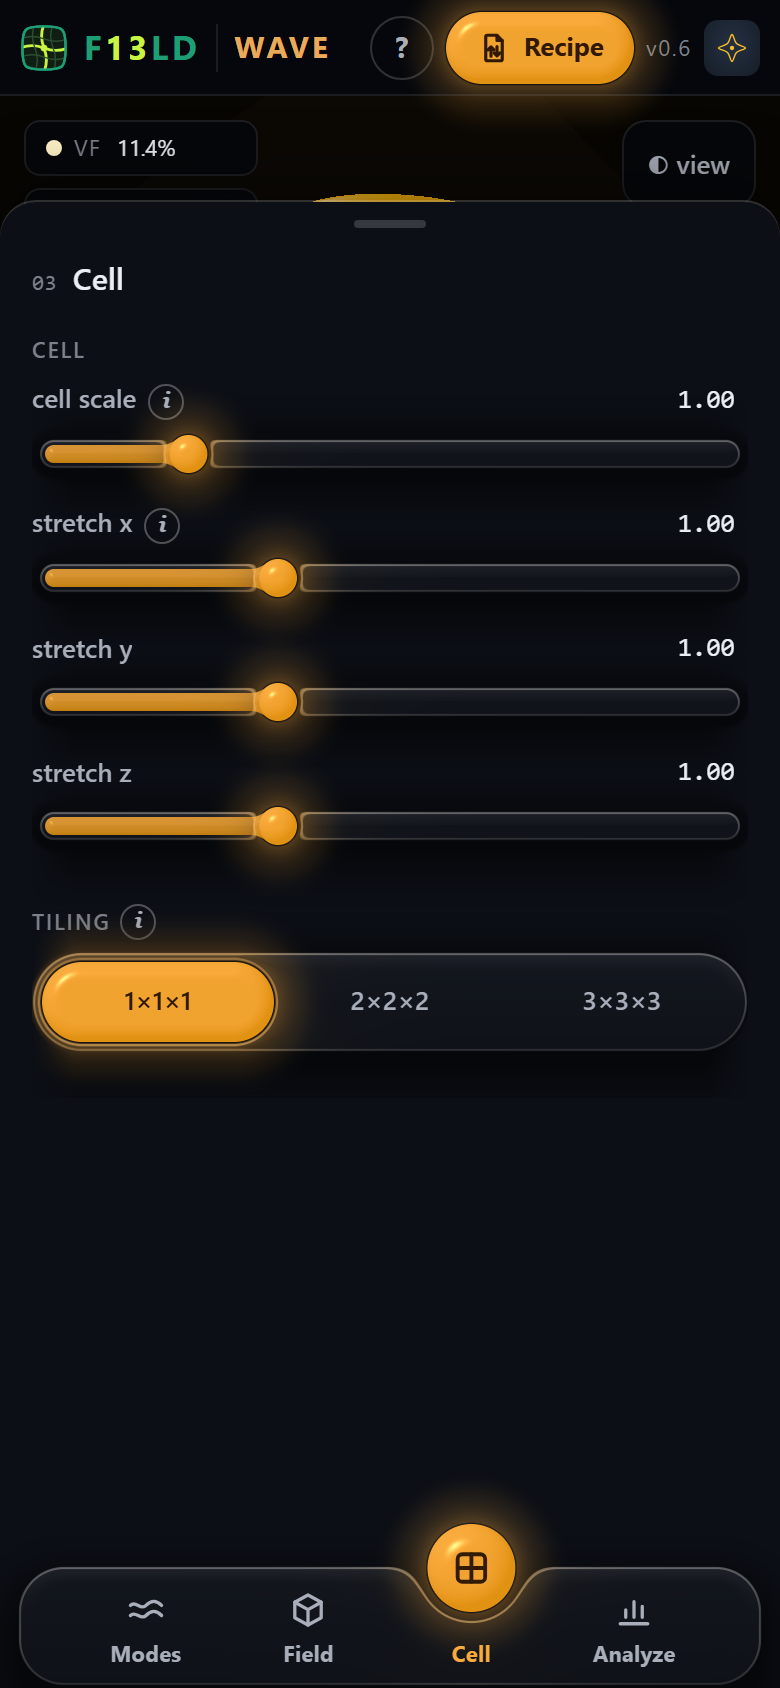 F13LD WAVE ? Recipe v0.6
VF 11.4% view
03 Cell
CELL
cell scale i 1.00
stretch x i 1.00
stretch y 1.00
stretch z 1.00
TILING i
1×1×1 2×2×2 3×3×3
Modes Field Cell Analyze